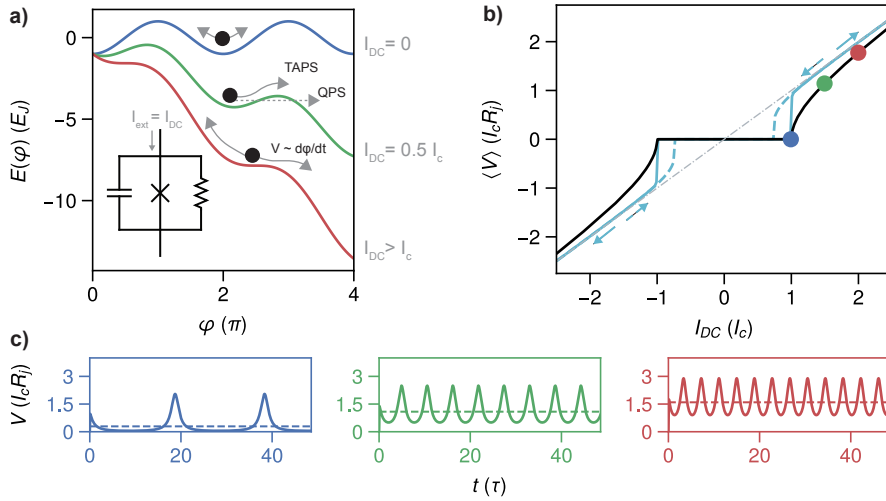 a)
E(φ) (E_J)
0
−5
−10
0
2
4
φ (π)
I_DC = 0
TAPS
QPS
I_DC = 0.5 I_c
V ~ dφ/dt
I_ext = I_DC
I_DC > I_c
b)
⟨V⟩ (I_cR_j)
2
1
0
−1
−2
−2
−1
0
1
2
I_DC (I_c)
c)
V (I_cR_j)
3
1.5
0
0
20
40
3
1.5
0
0
20
40
3
1.5
0
0
20
40
t (τ)